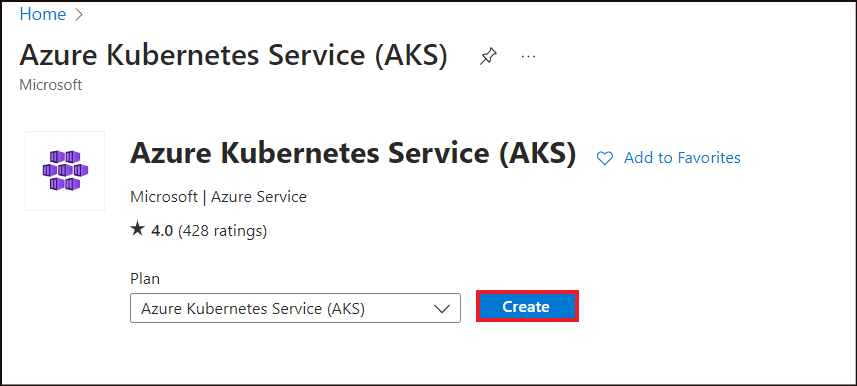 Home
Azure Kubernetes Service (AKS) ...
Microsoft
Azure Kubernetes Service (AKS) Add to Favorites
Microsoft | Azure Service
★ 4.0 (428 ratings)
Plan
Azure Kubernetes Service (AKS) Create